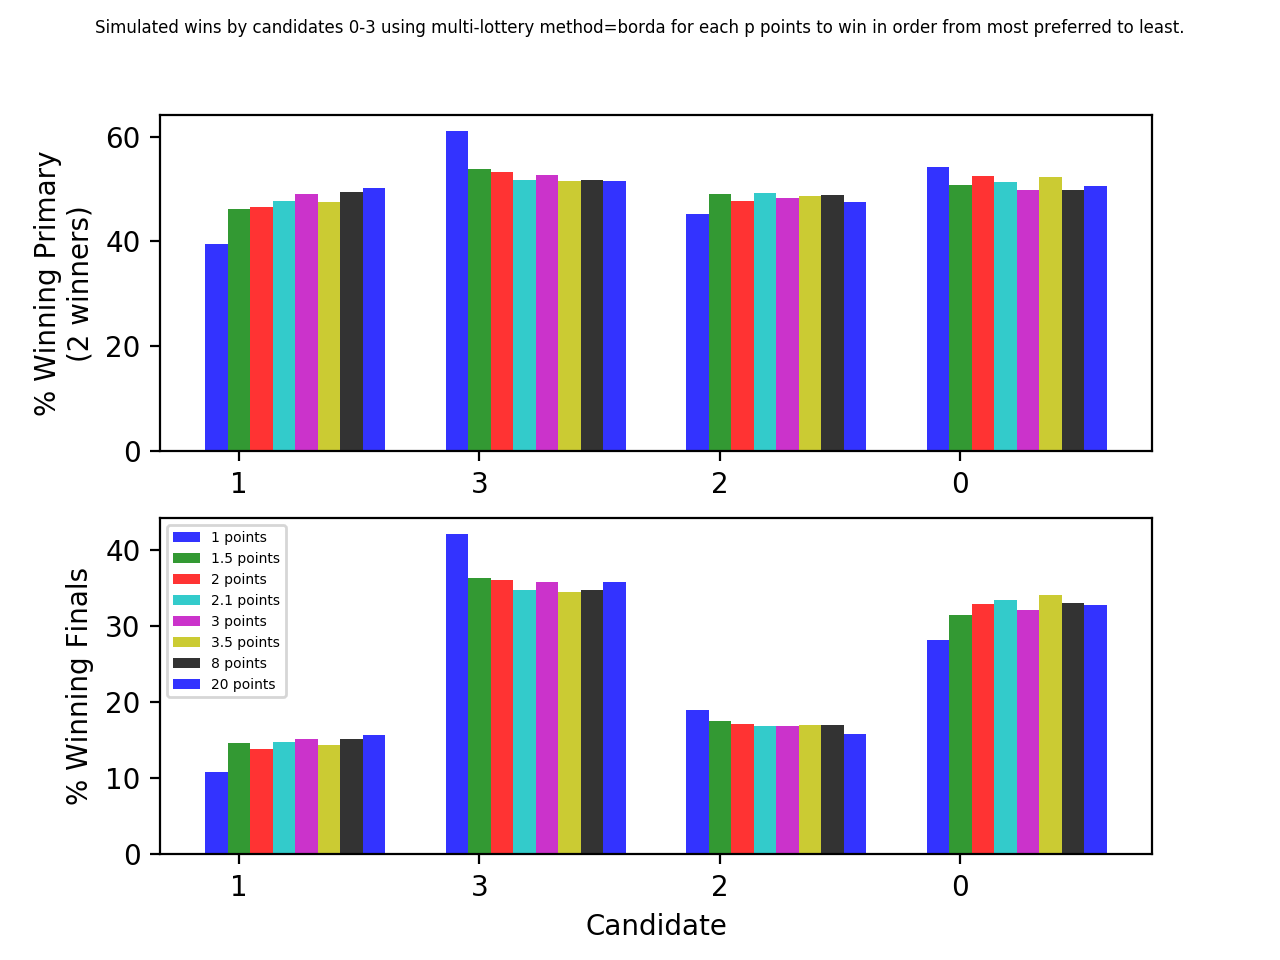 Simulated wins by candidates 0-3 using multi-lottery method=borda for each p points to win in order from most preferred to least.
% Winning Primary
(2 winners)
60
40
20
0
1 3 2 0
% Winning Finals
40
30
20
10
0
1 points
1.5 points
2 points
2.1 points
3 points
3.5 points
8 points
20 points
1 3 2 0
Candidate